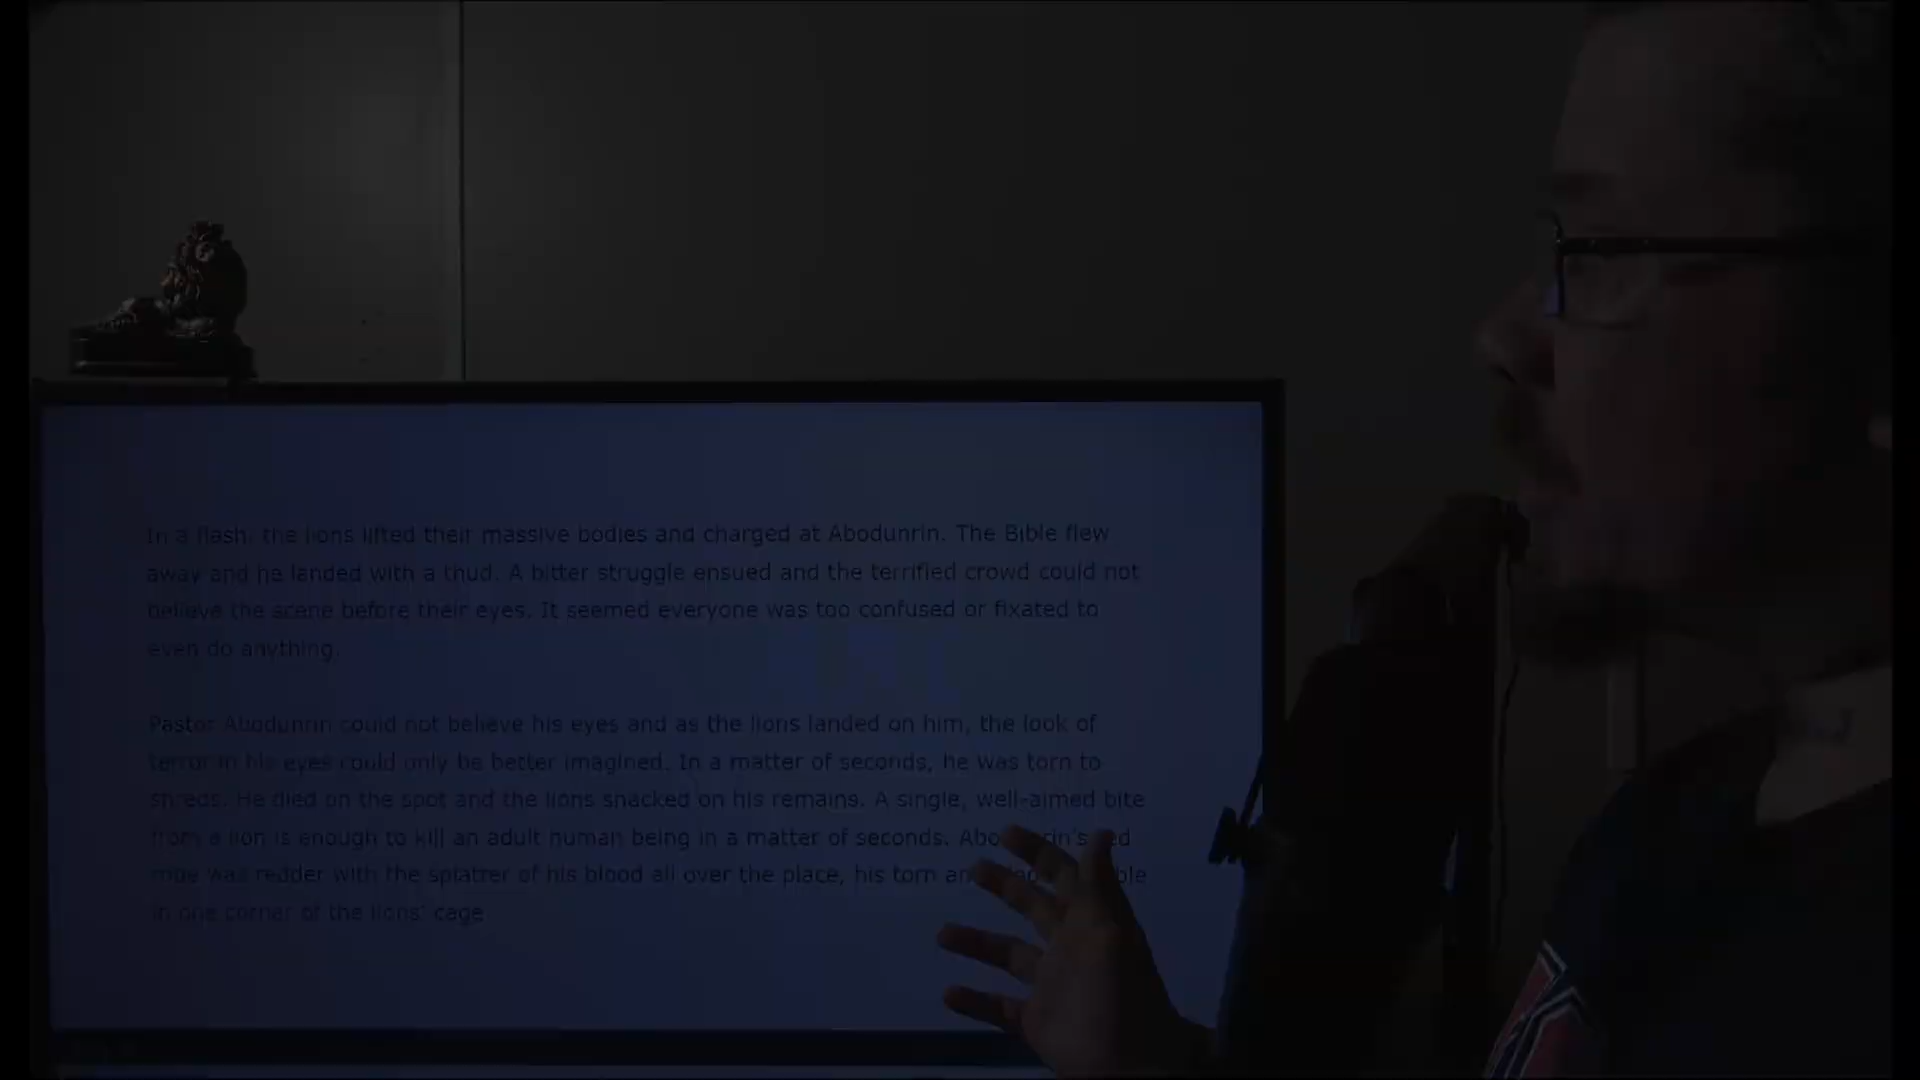 In a flash, the lions lifted their massive bodies and charged at Abodunrin. The Bible flew
away and he landed with a thud. A bitter struggle ensued and the terrified crowd could not
believe the scene before their eyes. It seemed everyone was too confused or fixated to
even do anything.
Pastor Abodunrin could not believe his eyes and as the lions landed on him, the look of
terror in his eyes could only be better imagined. In a matter of seconds, he was torn to
shreds. He died on the spot and the lions snacked on his remains. A single, well-aimed bite
from a lion is enough to kill an adult human being in a matter of seconds.
robe was redder with the splatter of his blood all over the place, his torn
in one corner of the lions' cage